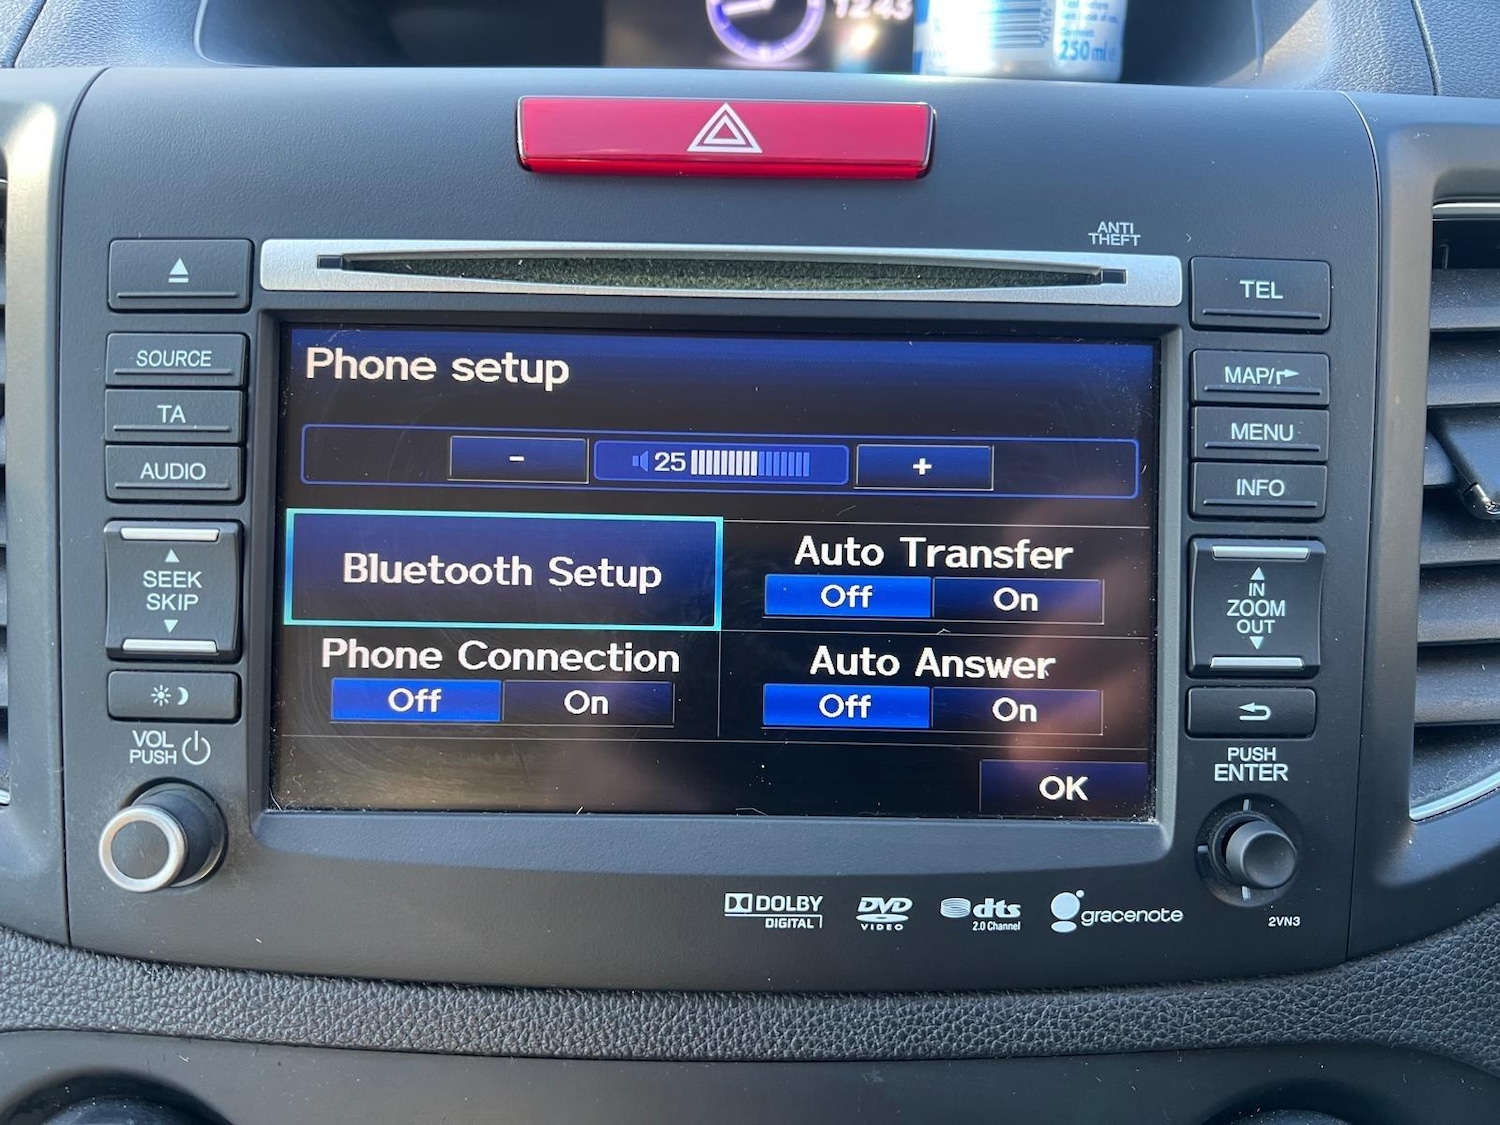 250 ml
ANTI
THEFT
TEL
SOURCE
MAP/
TA
MENU
AUDIO
INFO
Phone setup
-
25
+
Bluetooth Setup
Auto Transfer
Off
On
Phone Connection
Off
On
Auto Answer
Off
On
OK
SEEK
SKIP
IN
ZOOM
OUT
VOL
PUSH
PUSH
ENTER
DOLBY
DIGITAL
DVD
VIDEO
dts
2.0 Channel
gracenote
2VN3